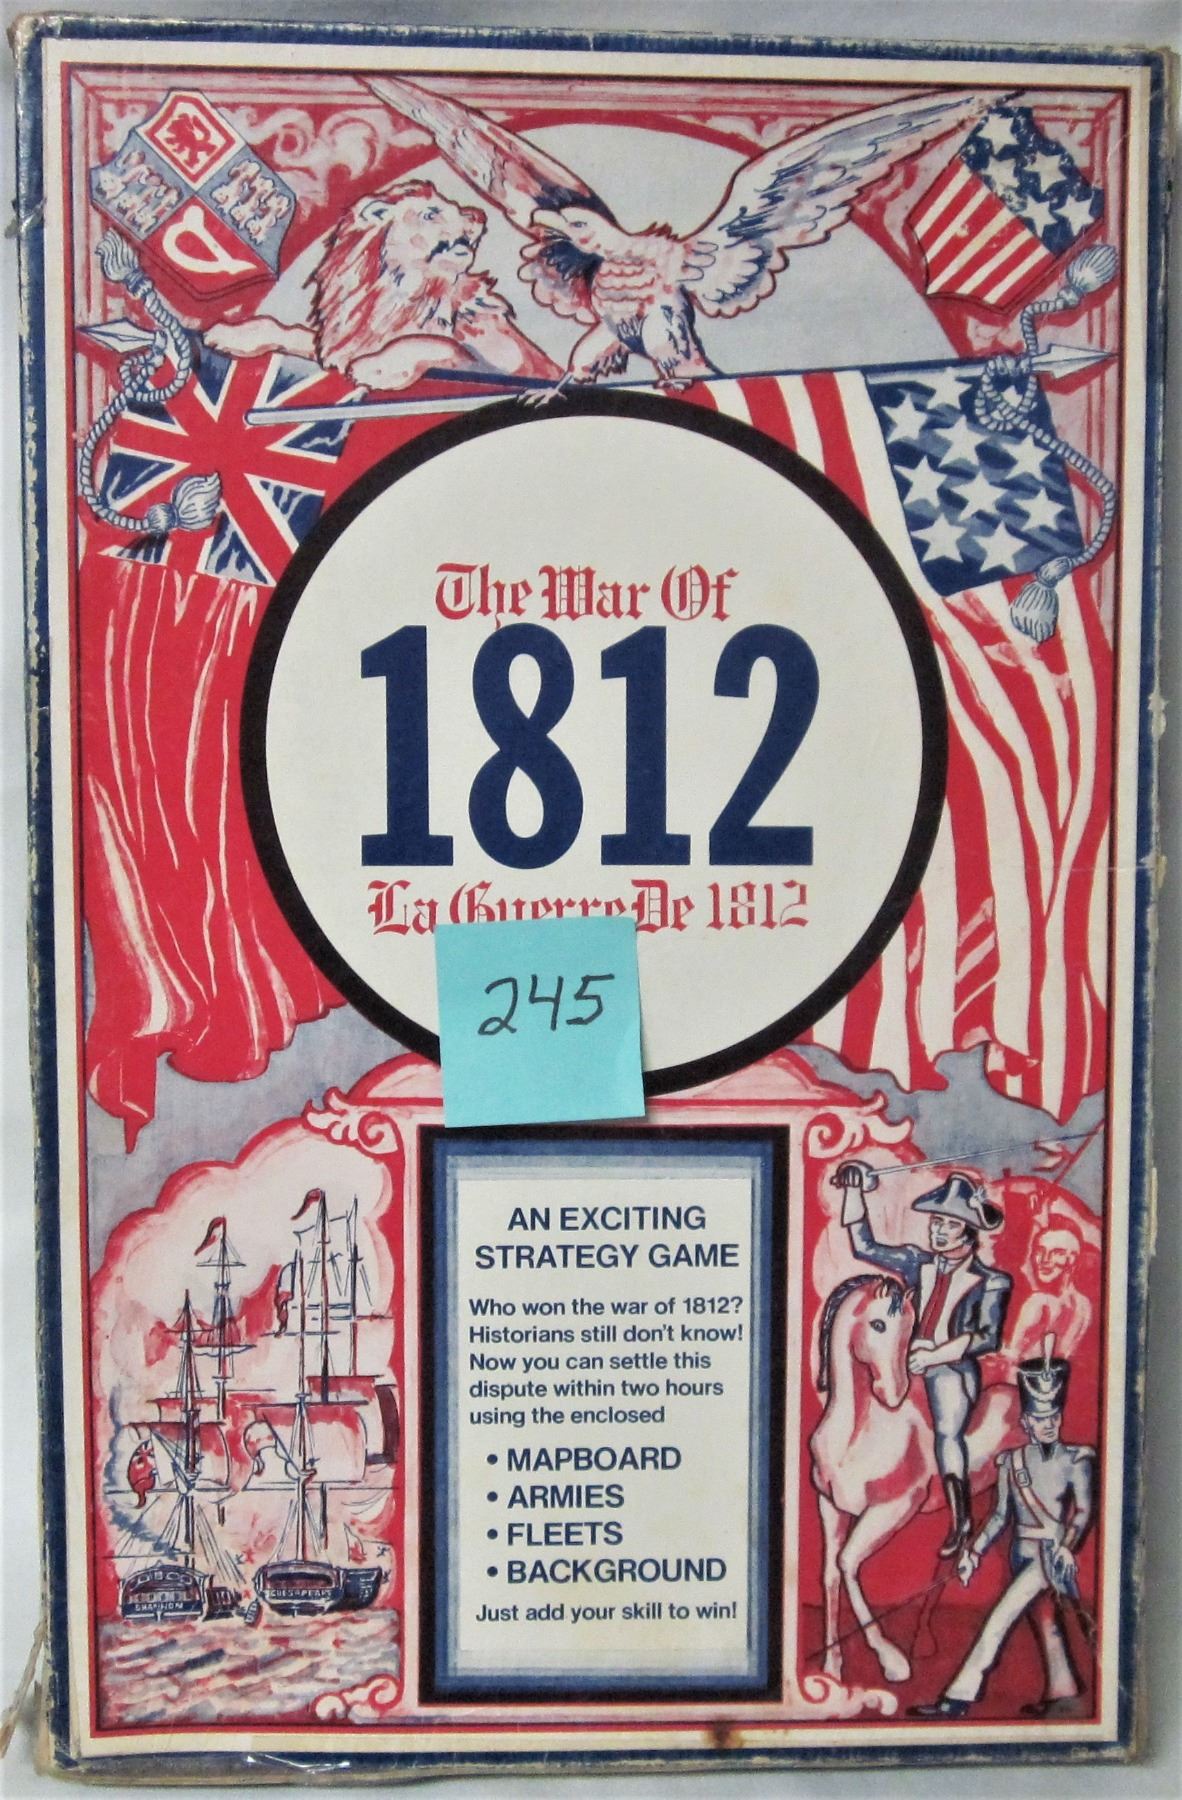 The War Of
1812
La Guerre De 1812
245
AN EXCITING
STRATEGY GAME
Who won the war of 1812?
Historians still don't know!
Now you can settle this
dispute within two hours
using the enclosed
• MAPBOARD
• ARMIES
• FLEETS
• BACKGROUND
Just add your skill to win!
SHANNON
CHESAPEAKE